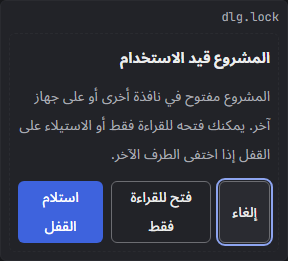 dlg.lock
المشروع قيد الاستخدام
المشروع مفتوح في نافذة أخرى أو على جهاز
آخر. يمكنك فتحه للقراءة فقط أو الاستيلاء على
القفل إذا اختفى الطرف الآخر.
إلغاء
فتح للقراءة
فقط
استلام
القفل